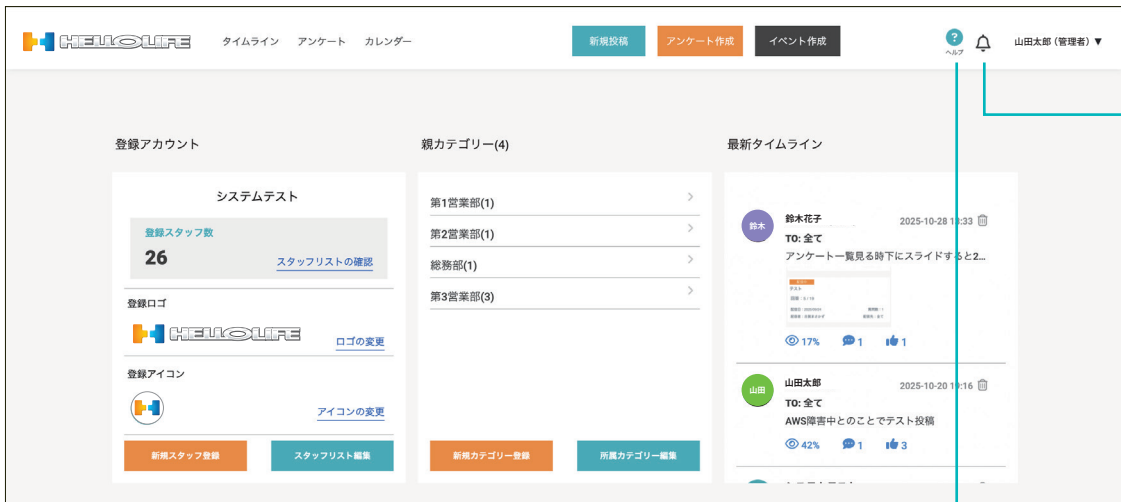 HELLOLIFE タイムライン アンケート カレンダー 新規投稿 アンケート作成 イベント作成 ? ヘルプ 山田太郎 (管理者) ▼
登録アカウント
システムテスト
登録スタッフ数
26 スタッフリストの確認
登録ロゴ
HELLOLIFE ロゴの変更
登録アイコン
アイコンの変更
新規スタッフ登録 スタッフリスト編集
親カテゴリー(4)
第1営業部(1)
第2営業部(1)
総務部(1)
第3営業部(3)
新規カテゴリー登録 所属カテゴリー編集
最新タイムライン
鈴木 鈴木花子 2025-10-28 1:33
TO: 全て
アンケート一覧見る時下にスライドすると2...
テスト
17% 1 1
山田 山田太郎 2025-10-20 1:16
TO: 全て
AWS障害中とのことでテスト投稿
42% 1 3